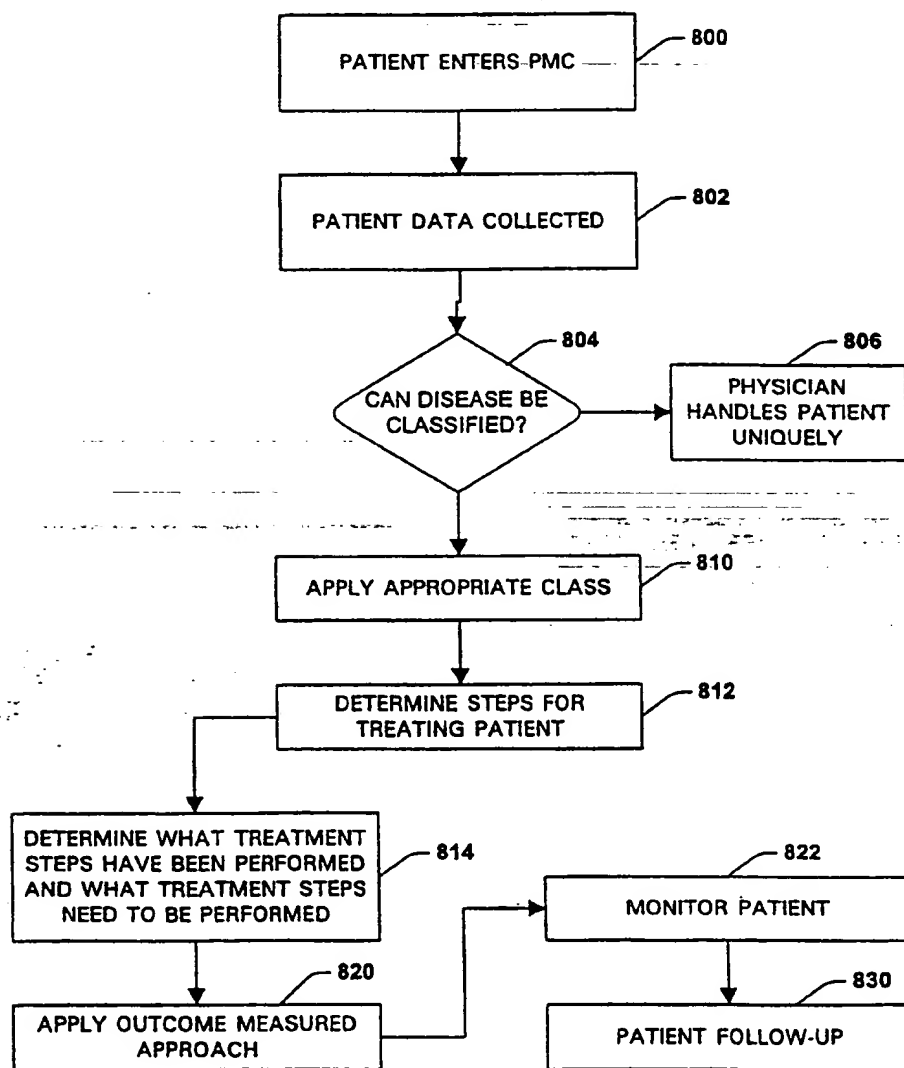 PATIENT ENTERS PMC
800
PATIENT DATA COLLECTED
802
804
CAN DISEASE BE
CLASSIFIED?
806
PHYSICIAN
HANDLES PATIENT
UNIQUELY
APPLY APPROPRIATE CLASS
810
DETERMINE STEPS FOR
TREATING PATIENT
812
DETERMINE WHAT TREATMENT
STEPS HAVE BEEN PERFORMED
AND WHAT TREATMENT STEPS
NEED TO BE PERFORMED
814
820
APPLY OUTCOME MEASURED
APPROACH
822
MONITOR PATIENT
830
PATIENT FOLLOW-UP